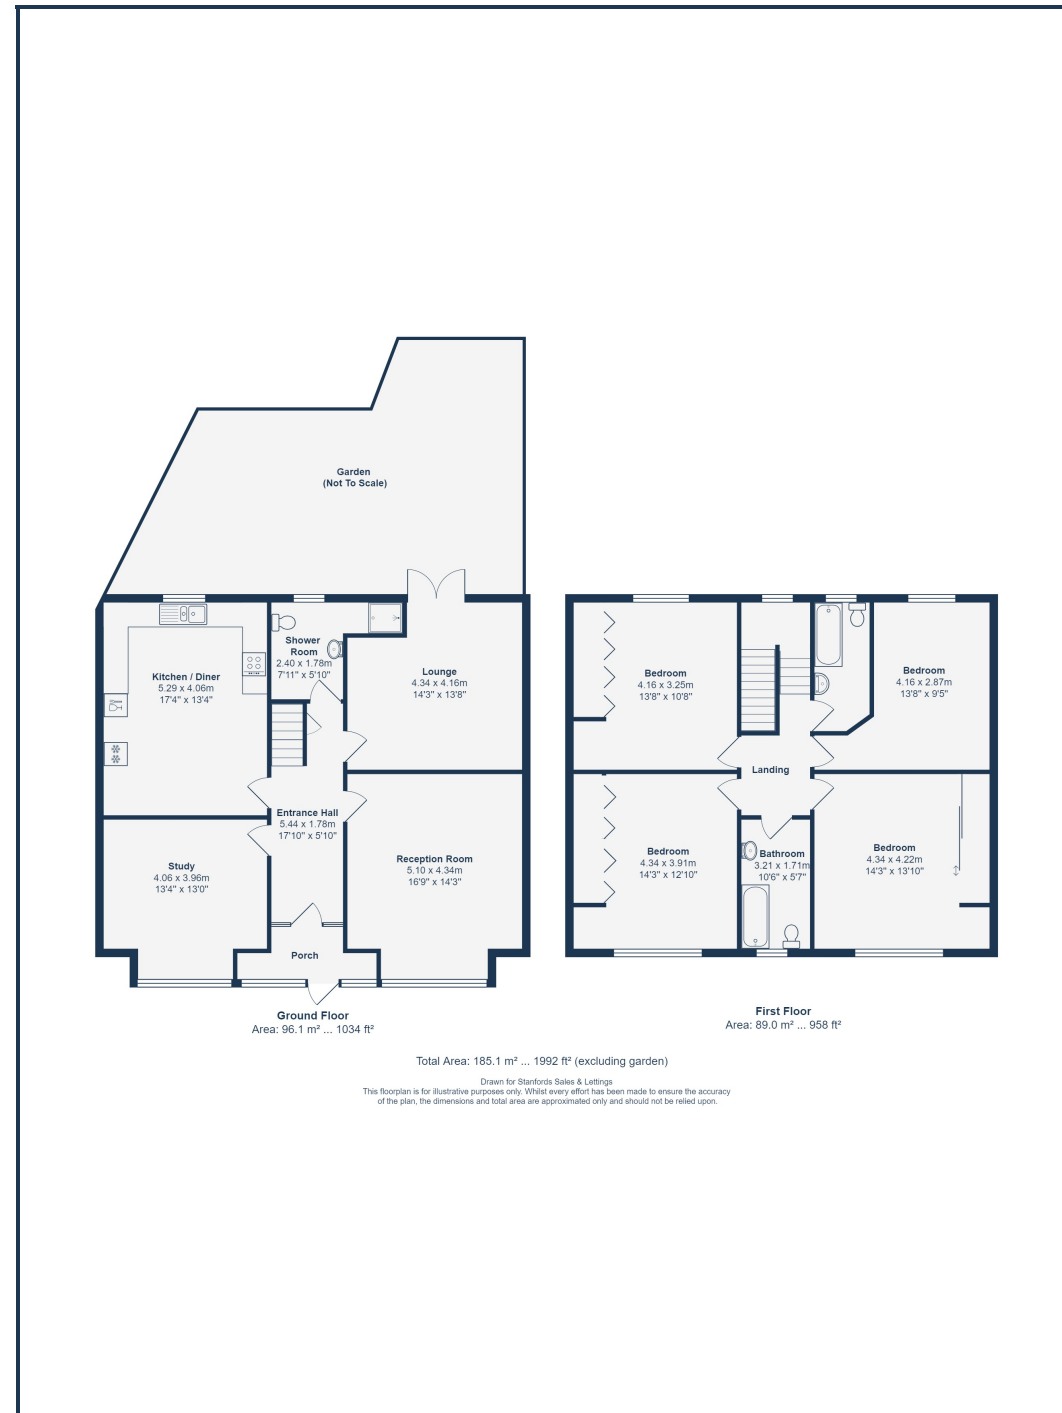 Garden
(Not To Scale)
Kitchen / Diner
5.29 x 4.06m
17'4" x 13'4"
Shower
Room
2.40 x 1.78m
7'11" x 5'10"
Lounge
4.34 x 4.16m
14'3" x 13'8"
Entrance Hall
5.44 x 1.78m
17'10" x 5'10"
Study
4.06 x 3.96m
13'4" x 13'0"
Reception Room
5.10 x 4.34m
16'9" x 14'3"
Porch
Ground Floor
Area: 96.1 m² ... 1034 ft²
Bedroom
4.16 x 3.25m
13'8" x 10'8"
Bedroom
4.16 x 2.87m
13'8" x 9'5"
Landing
Bedroom
4.34 x 3.91m
14'3" x 12'10"
Bathroom
3.21 x 1.71m
10'6" x 5'7"
Bedroom
4.34 x 4.22m
14'3" x 13'10"
First Floor
Area: 89.0 m² ... 958 ft²
Total Area: 185.1 m² ... 1992 ft² (excluding garden)
Drawn for Stanfords Sales & Lettings
This floorplan is for illustrative purposes only. Whilst every effort has been made to ensure the accuracy
of the plan, the dimensions and total area are approximated only and should not be relied upon.